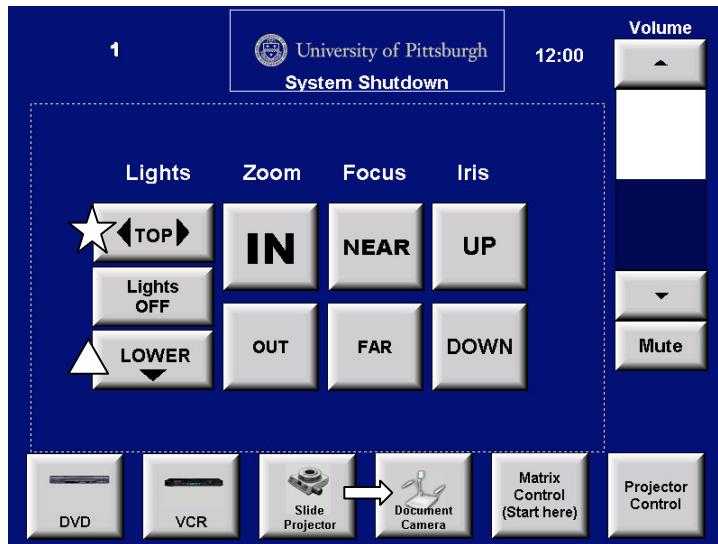 1
University of Pittsburgh
System Shutdown
12:00
Volume
Lights
Zoom
Focus
Iris
TOP
IN
NEAR
UP
Lights
OFF
LOWER
OUT
FAR
DOWN
Mute
DVD
VCR
Slide
Projector
Document
Camera
Matrix
Control
(Start here)
Projector
Control